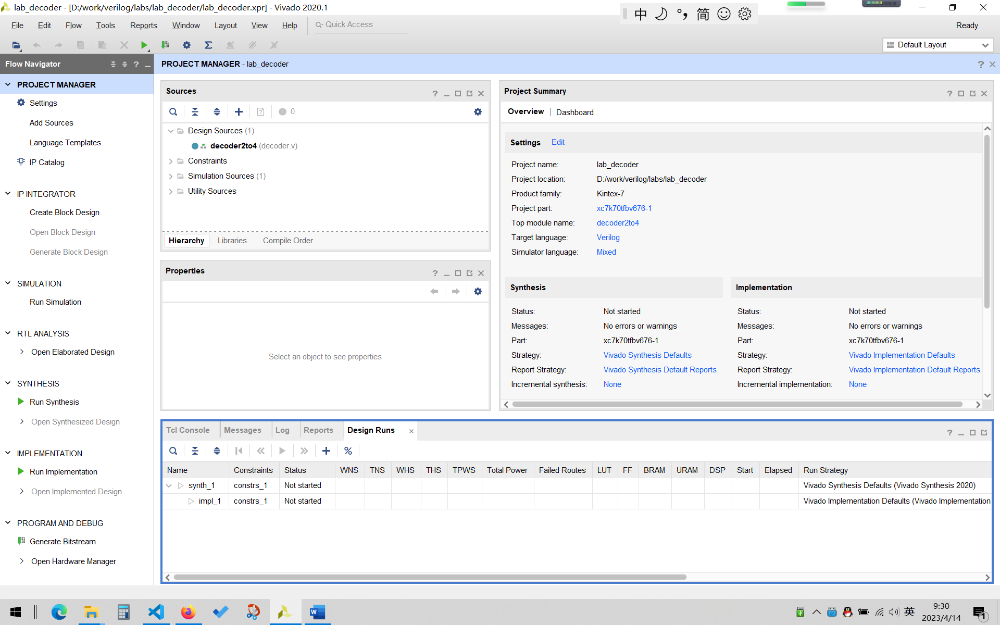 lab_decoder - [D:/work/verilog/labs/lab_decoder/lab_decoder.xpr] - Vivado 2020.1
中 简
File Edit Flow Tools Reports Window Layout View Help Quick Access
Ready
Default Layout
Flow Navigator
PROJECT MANAGER
Settings
Add Sources
Language Templates
IP Catalog
IP INTEGRATOR
Create Block Design
Open Block Design
Generate Block Design
SIMULATION
Run Simulation
RTL ANALYSIS
Open Elaborated Design
SYNTHESIS
Run Synthesis
Open Synthesized Design
IMPLEMENTATION
Run Implementation
Open Implemented Design
PROGRAM AND DEBUG
Generate Bitstream
Open Hardware Manager
PROJECT MANAGER - lab_decoder
Sources
0
Design Sources (1)
decoder2to4 (decoder.v)
Constraints
Simulation Sources (1)
Utility Sources
Hierarchy Libraries Compile Order
Properties
Select an object to see properties
Project Summary
Overview | Dashboard
Settings Edit
Project name: lab_decoder
Project location: D:/work/verilog/labs/lab_decoder
Product family: Kintex-7
Project part: xc7k70tfbv676-1
Top module name: decoder2to4
Target language: Verilog
Simulator language: Mixed
Synthesis
Status: Not started
Messages: No errors or warnings
Part: xc7k70tfbv676-1
Strategy: Vivado Synthesis Defaults
Report Strategy: Vivado Synthesis Default Reports
Incremental synthesis: None
Implementation
Status: Not started
Messages: No errors or warnings
Part: xc7k70tfbv676-1
Strategy: Vivado Implementation Defaults
Report Strategy: Vivado Implementation Default Reports
Incremental implementation: None
Tcl Console Messages Log Reports Design Runs
Name Constraints Status WNS TNS WHS THS TPWS Total Power Failed Routes LUT FF BRAM URAM DSP Start Elapsed Run Strategy
synth_1 constrs_1 Not started Vivado Synthesis Defaults (Vivado Synthesis 2020)
impl_1 constrs_1 Not started Vivado Implementation Defaults (Vivado Implementation
英
9:30
2023/4/14
1